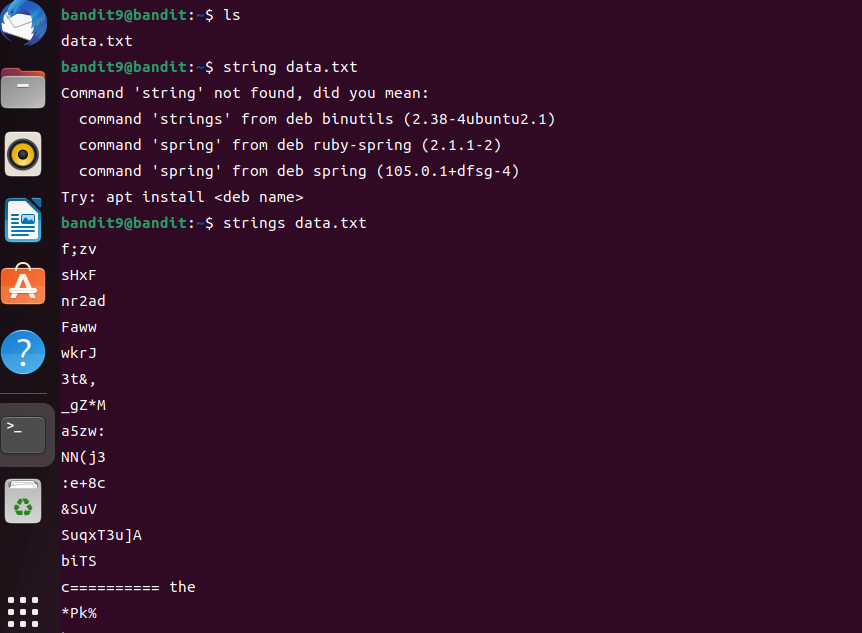 bandit9@bandit:~$ ls
data.txt
bandit9@bandit:~$ string data.txt
Command 'string' not found, did you mean:
  command 'strings' from deb binutils (2.38-4ubuntu2.1)
  command 'spring' from deb ruby-spring (2.1.1-2)
  command 'spring' from deb spring (105.0.1+dfsg-4)
Try: apt install <deb name>
bandit9@bandit:~$ strings data.txt
f;zv
sHxF
nr2ad
Faww
wkrJ
3t&,
_gZ*M
a5zw:
NN(j3
:e+8c
&SuV
SuqxT3u]A
biTS
c========== the
*Pk%